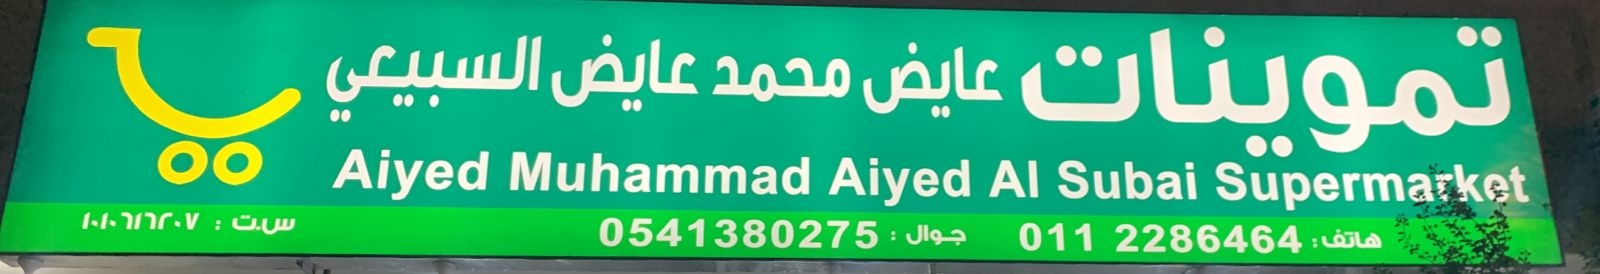 تموينات عايض محمد عايض السبيعي
Aiyed Muhammad Aiyed Al Subai Supermarket
هاتف: 011 2286464 جوال: 0541380275 س.ت: ١٠١٠٦١٦٢٠٧